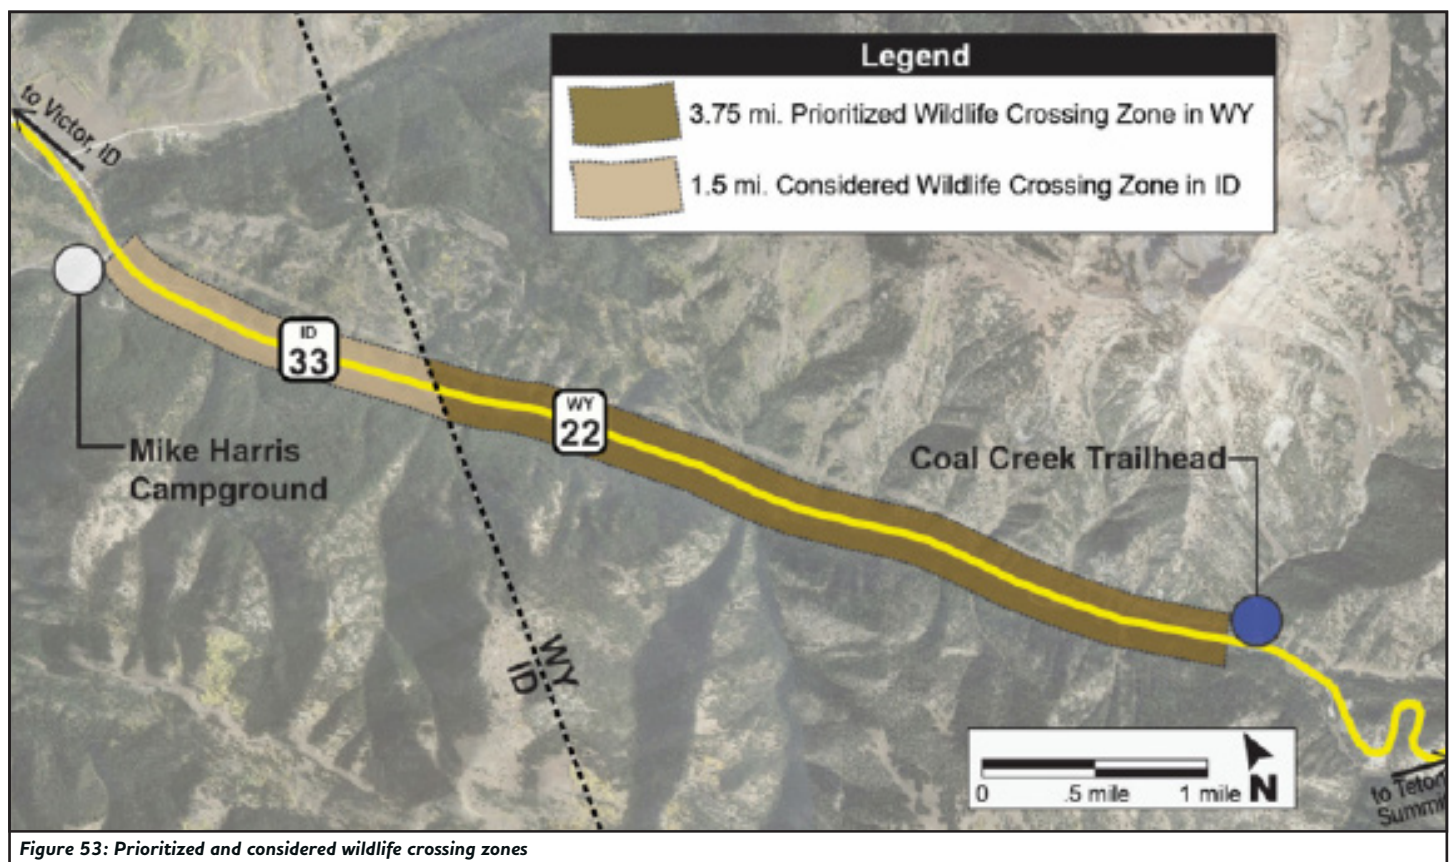 Legend
3.75 mi. Prioritized Wildlife Crossing Zone in WY
1.5 mi. Considered Wildlife Crossing Zone in ID
to Victor, ID
ID
33
WY
22
Mike Harris
Campground
Coal Creek Trailhead
WY
ID
0 .5 mile 1 mile N
to Teton
Summit
Figure 53: Prioritized and considered wildlife crossing zones